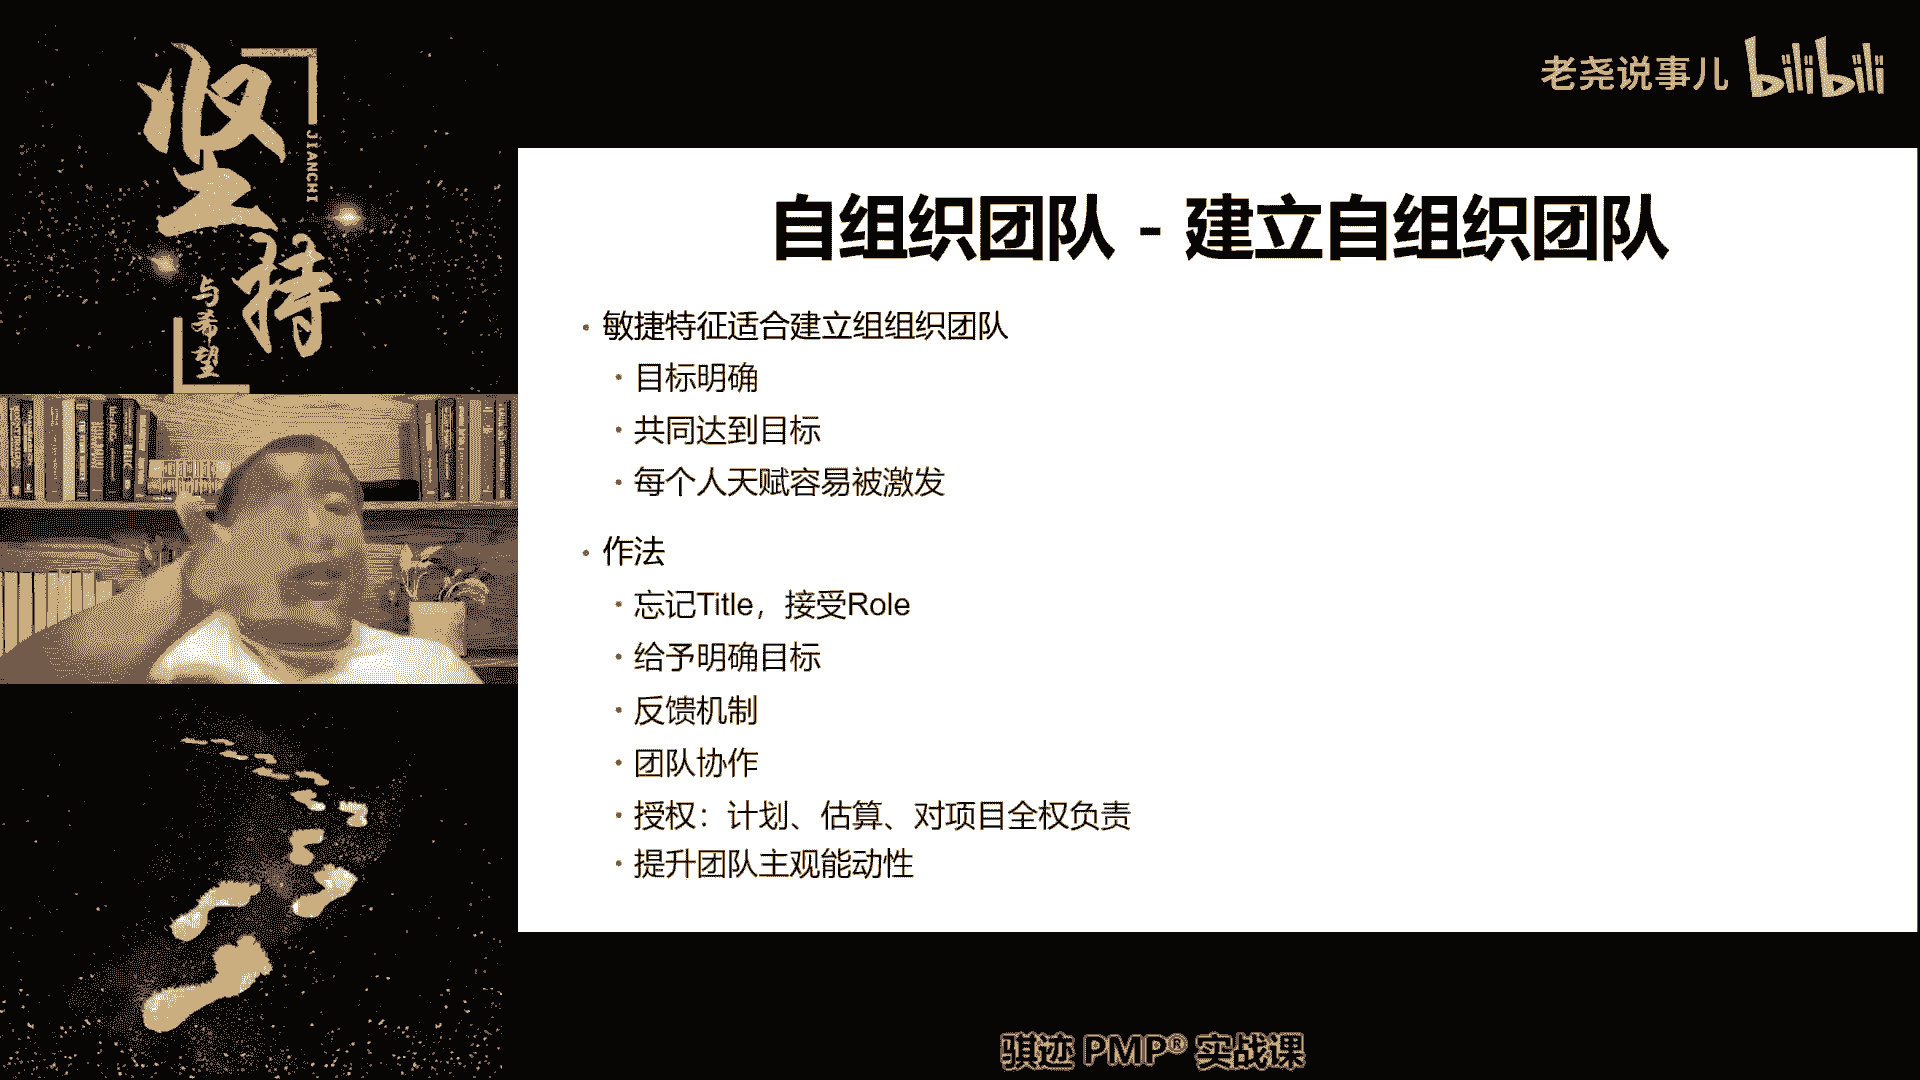 坚持
JIANCHI
与希望
老尧说事儿 bilibili
自组织团队 - 建立自组织团队
· 敏捷特征适合建立组组织团队
· 目标明确
· 共同达到目标
· 每个人天赋容易被激发
· 作法
· 忘记Title，接受Role
· 给予明确目标
· 反馈机制
· 团队协作
· 授权：计划、估算、对项目全权负责
· 提升团队主观能动性
骐迹 PMP® 实战课